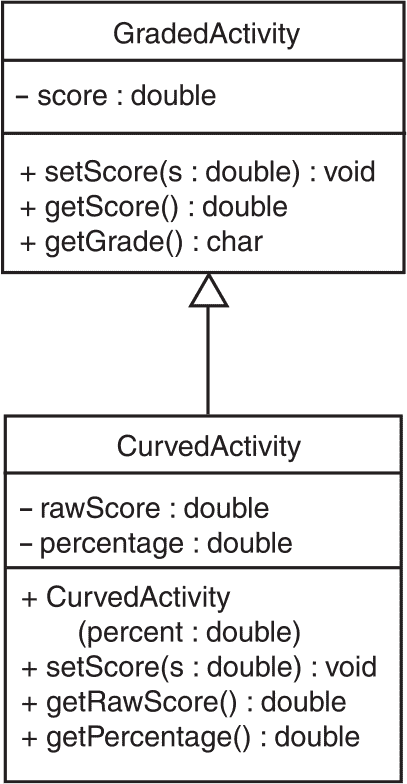 GradedActivity
– score : double
+ setScore(s : double) : void
+ getScore() : double
+ getGrade() : char
CurvedActivity
– rawScore : double
– percentage : double
+ CurvedActivity
(percent : double)
+ setScore(s : double) : void
+ getRawScore() : double
+ getPercentage() : double